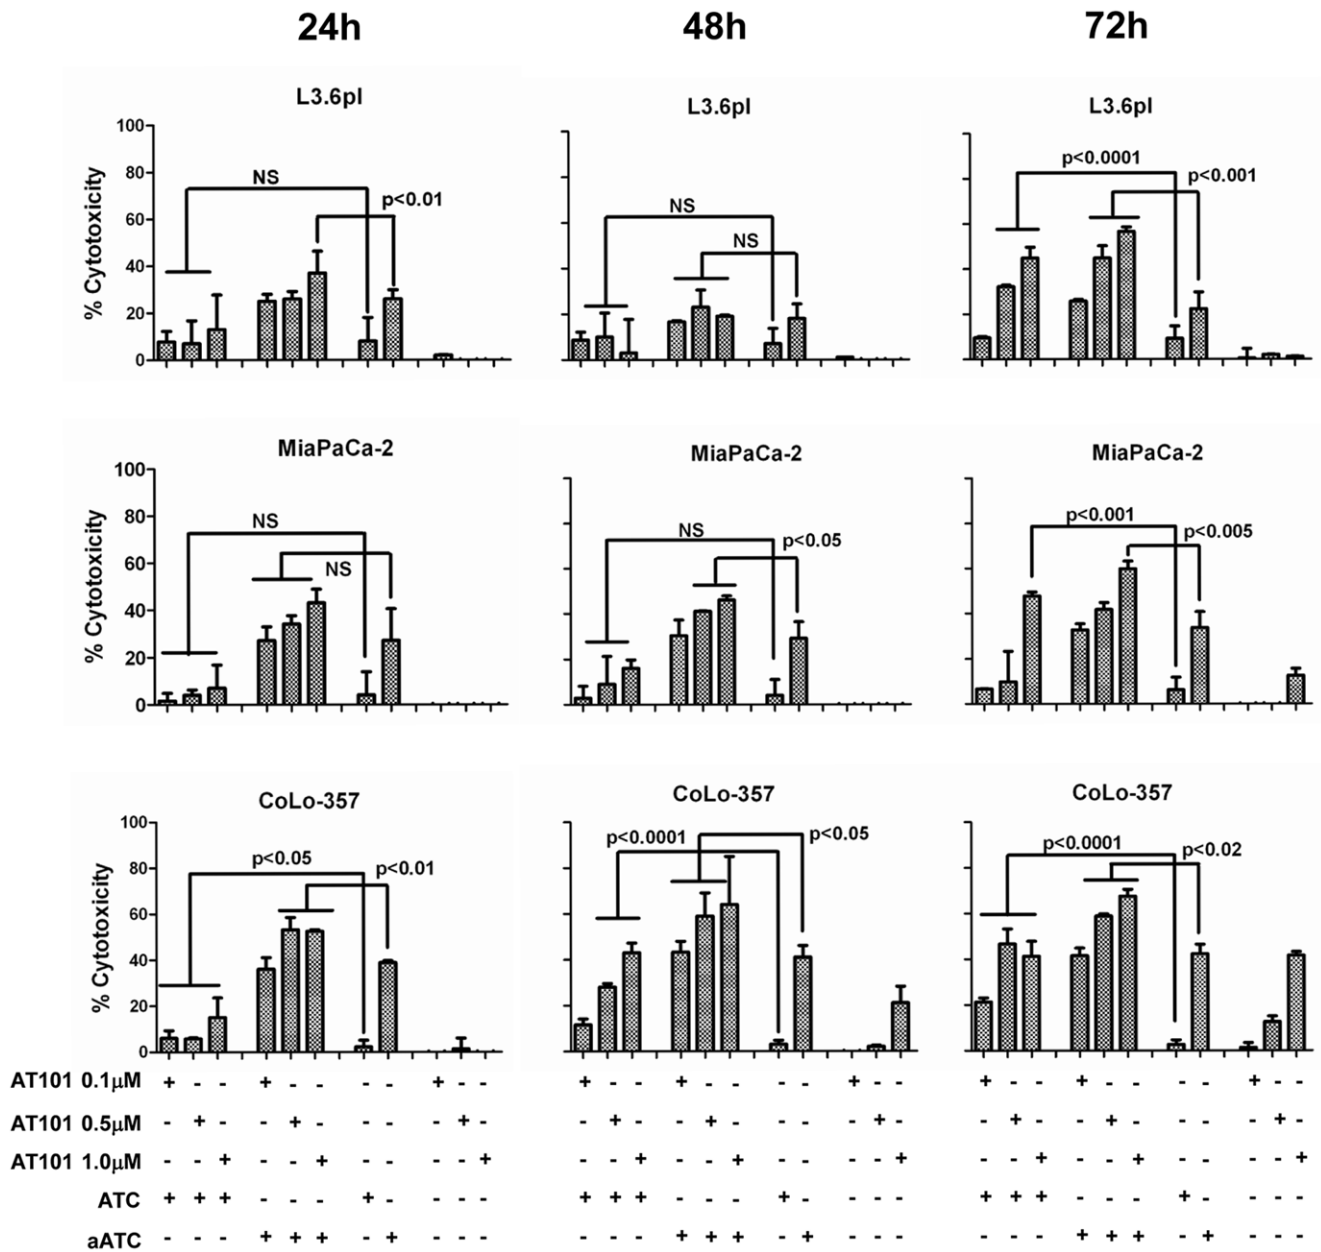 24h 48h 72h
L3.6pl L3.6pl L3.6pl
% Cytotoxicity
100
80
60
40
20
0
NS
p<0.01
NS
NS
p<0.0001
p<0.001
MiaPaCa-2 MiaPaCa-2 MiaPaCa-2
% Cytotoxicity
100
80
60
40
20
0
NS
NS
NS
p<0.05
p<0.001
p<0.005
CoLo-357 CoLo-357 CoLo-357
% Cytotoxicity
100
80
60
40
20
0
p<0.05
p<0.01
p<0.0001
p<0.05
p<0.0001
p<0.02
AT101 0.1μM + - - + - - - - + - - + - - + - - - - + - - + - - + - - - - + - -
AT101 0.5μM - + - - + - - - - + - - + - - + - - - - + - - + - - + - - - - + -
AT101 1.0μM - - + - - + - - - - + - - + - - + - - - - + - - + - - + - - - - +
ATC + + + - - - + - - - - + + + - - - + - - - - + + + - - - + - - - -
aATC - - - + + + - + - - - - - - + + + - + - - - - - - + + + - + - - -